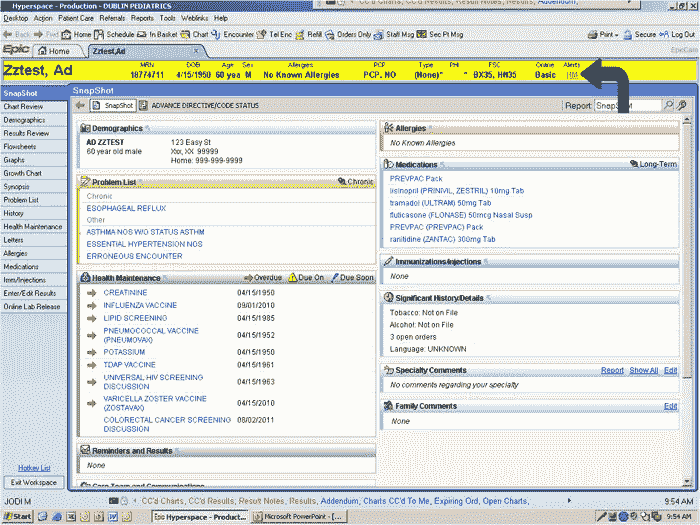 Hyperspace - Production - DUBLIN PEDIATRICS
Desktop Action Patient Care Referrals Reports Tools Weblinks Help
Back Home Schedule In Basket Chart Encounter Tel Enc Refill Orders Only Staff Msg Sec Pt Msg Print Secure Log Out
Epic Home Zztest,Ad
MRN DOB Age Sex Allergies PCP Type PHI FSC Online Alerts
Zztest, Ad 18774711 4/15/1950 60 yea M No Known Allergies PCP, NO (None)* * BX35, HM35 Basic HM
SnapShot
Chart Review
Demographics
Results Review
Flowsheets
Graphs
Growth Chart
Synopsis
Problem List
History
Health Maintenance
Letters
Allergies
Medications
Imm/Injections
Enter/Edit Results
Online Lab Release
Hotkey List
Exit Workspace
SnapShot
SnapShot ADVANCE DIRECTIVE/CODE STATUS Report: SnapShot
Demographics
AD ZZTEST 123 Easy St
60 year old male Xxx, XX 99999
Home: 999-999-9999
Problem List Chronic
Chronic
ESOPHAGEAL REFLUX
Other
ASTHMA NOS W/O STATUS ASTHM
ESSENTIAL HYPERTENSION NOS
ERRONEOUS ENCOUNTER
Health Maintenance Overdue Due On Due Soon
CREATININE 04/15/1950
INFLUENZA VACCINE 09/01/2010
LIPID SCREENING 04/15/1985
PNEUMOCOCCAL VACCINE 04/15/1952
(PNEUMOVAX)
POTASSIUM 04/15/1950
TDAP VACCINE 04/15/1961
UNIVERSAL HIV SCREENING 04/15/1963
DISCUSSION
VARICELLA ZOSTER VACCINE 04/15/2010
(ZOSTAVAX)
COLORECTAL CANCER SCREENING 08/02/2011
DISCUSSION
Reminders and Results
None
Care Team and Communications
Allergies
No Known Allergies
Medications Long-Term
PREVPAC Pack
lisinopril (PRINIVIL, ZESTRIL) 10mg Tab
tramadol (ULTRAM) 50mg Tab
fluticasone (FLONASE) 50mcg Nasal Susp
PREVPAC (PREVPAC) Pack
ranitidine (ZANTAC) 300mg Tab
Immunizations/Injections
None
Significant History/Details
Tobacco: Not on File
Alcohol: Not on File
3 open orders
Language: UNKNOWN
Specialty Comments Report Show All Edit
No comments regarding your specialty
Family Comments Edit
None
JODI M CC'd Charts, CC'd Results, Result Notes, Results, Addendum, Charts CC'd To Me, Expiring Ord, Open Charts, 9:54 AM
Start Hyperspace - Produc... Microsoft PowerPoint - [... 9:54 AM